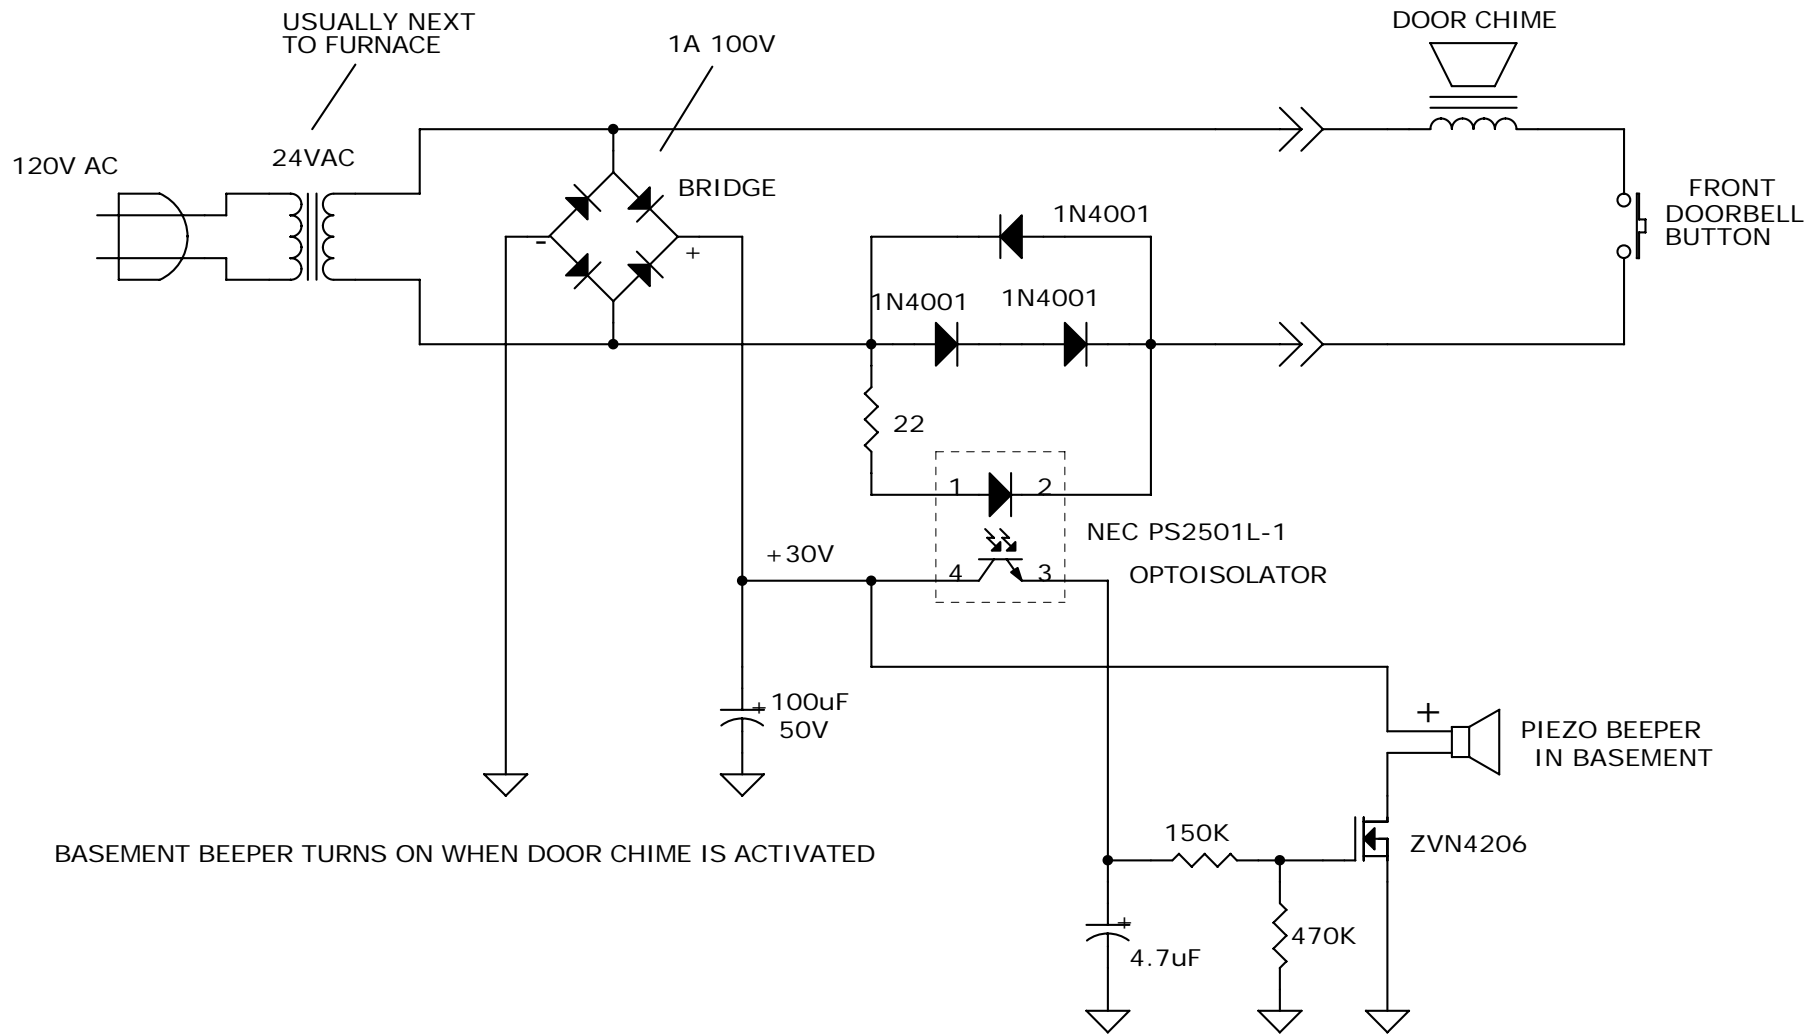 USUALLY NEXT
TO FURNACE
1A 100V
DOOR CHIME
120V AC
24VAC
BRIDGE
-
+
1N4001
1N4001
1N4001
FRONT
DOORBELL
BUTTON
22
1
2
NEC PS2501L-1
OPTOISOLATOR
+30V
4
3
+
100uF
50V
+
PIEZO BEEPER
IN BASEMENT
BASEMENT BEEPER TURNS ON WHEN DOOR CHIME IS ACTIVATED
150K
ZVN4206
+
4.7uF
470K